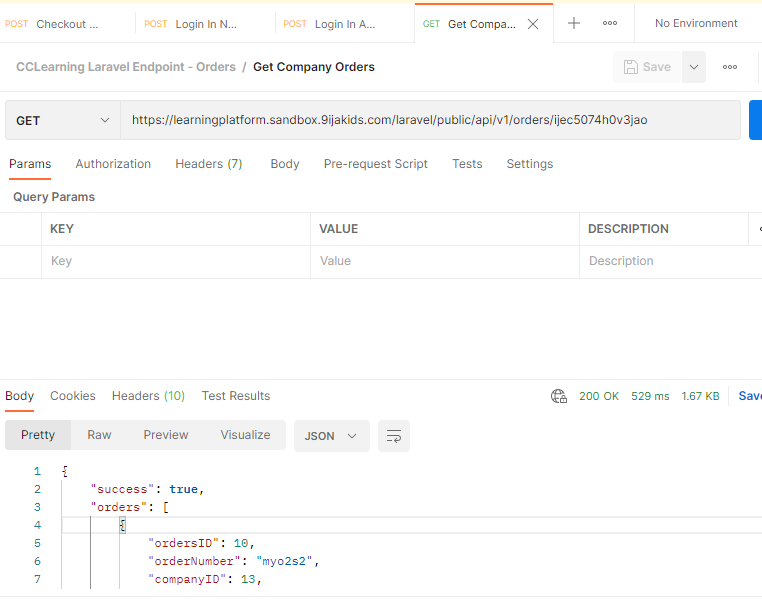 POST Checkout ... POST Login In N... POST Login In A... GET Get Compa... No Environment
CCLearning Laravel Endpoint - Orders / Get Company Orders Save
GET https://learningplatform.sandbox.9ijakids.com/laravel/public/api/v1/orders/ijec5074h0v3jao
Params Authorization Headers (7) Body Pre-request Script Tests Settings
Query Params
KEY VALUE DESCRIPTION
Key Value Description
Body Cookies Headers (10) Test Results 200 OK 529 ms 1.67 KB Save
Pretty Raw Preview Visualize JSON
1 {
2 "success": true,
3 "orders": [
4 {
5 "ordersID": 10,
6 "orderNumber": "myo2s2",
7 "companyID": 13,